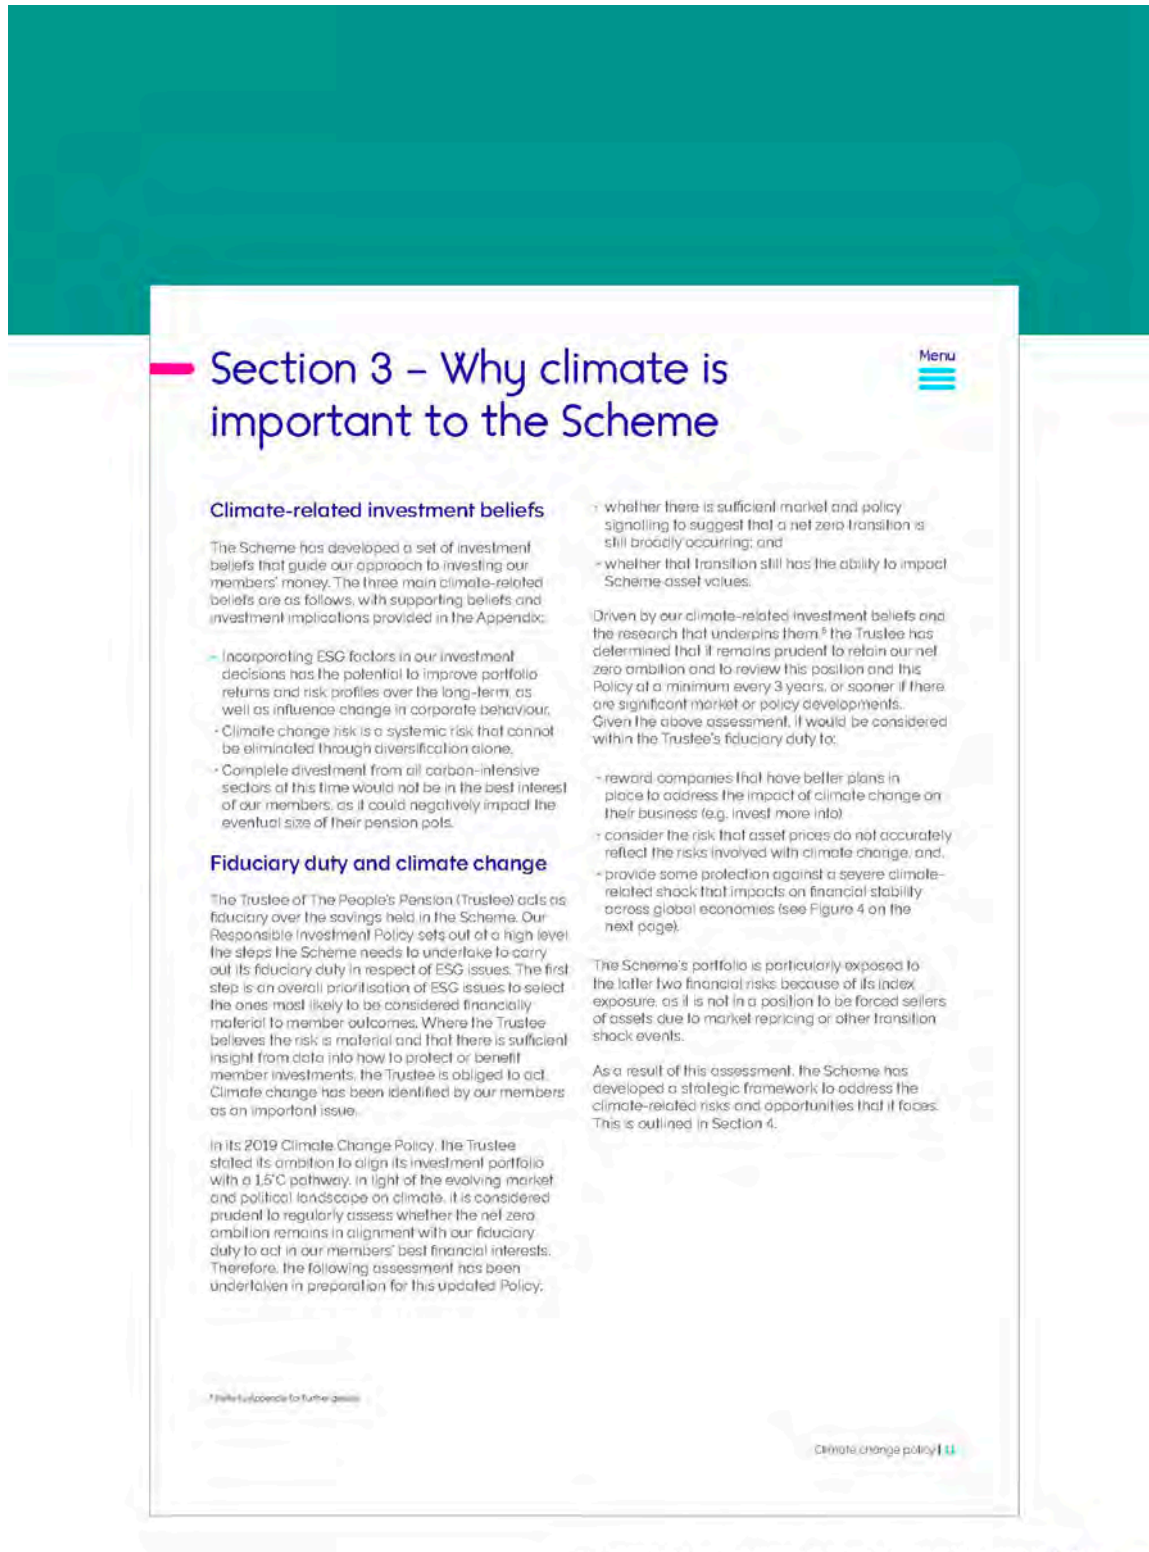 Section 3 – Why climate is
important to the Scheme
Menu
Climate-related investment beliefs
The Scheme has developed a set of investment
beliefs that guide our approach to investing our
members' money. The three main climate-related
beliefs are as follows, with supporting beliefs and
investment implications provided in the Appendix:
- Incorporating ESG factors in our investment
decisions has the potential to improve portfolio
returns and risk profiles over the long-term, as
well as influence change in corporate behaviour.
- Climate change risk is a systemic risk that cannot
be eliminated through diversification alone.
- Complete divestment from all carbon-intensive
sectors at this time would not be in the best interest
of our members, as it could negatively impact the
eventual size of their pension pots.
Fiduciary duty and climate change
The Trustee of The People's Pension (Trustee) acts as
fiduciary over the savings held in the Scheme. Our
Responsible Investment Policy sets out at a high level
the steps the Scheme needs to undertake to carry
out its fiduciary duty in respect of ESG issues. The first
step is an overall prioritisation of ESG issues to select
the ones most likely to be considered financially
material to member outcomes. Where the Trustee
believes the risk is material and that there is sufficient
insight from data into how to protect or benefit
member investments, the Trustee is obliged to act.
Climate change has been identified by our members
as an important issue.
In its 2019 Climate Change Policy, the Trustee
stated its ambition to align its investment portfolio
with a 1.5°C pathway. In light of the evolving market
and political landscape on climate, it is considered
prudent to regularly assess whether the net zero
ambition remains in alignment with our fiduciary
duty to act in our members' best financial interests.
Therefore, the following assessment has been
undertaken in preparation for this updated Policy:
- whether there is sufficient market and policy
signalling to suggest that a net zero transition is
still broadly occurring; and
- whether that transition still has the ability to impact
Scheme asset values.
Driven by our climate-related investment beliefs and
the research that underpins them, the Trustee has
determined that it remains prudent to retain our net
zero ambition and to review this position and this
Policy at a minimum every 3 years, or sooner if there
are significant market or policy developments.
Given the above assessment, it would be considered
within the Trustee's fiduciary duty to:
- reward companies that have better plans in
place to address the impact of climate change on
their business (e.g. invest more into)
- consider the risk that asset prices do not accurately
reflect the risks involved with climate change, and,
- provide some protection against a severe climate-
related shock that impacts on financial stability
across global economies (see Figure 4 on the
next page).
The Scheme's portfolio is particularly exposed to
the latter two financial risks because of its index
exposure, as it is not in a position to be forced sellers
of assets due to market repricing or other transition
shock events.
As a result of this assessment, the Scheme has
developed a strategic framework to address the
climate-related risks and opportunities that it faces.
This is outlined in Section 4.
Appendix for further details
Climate change policy | 11